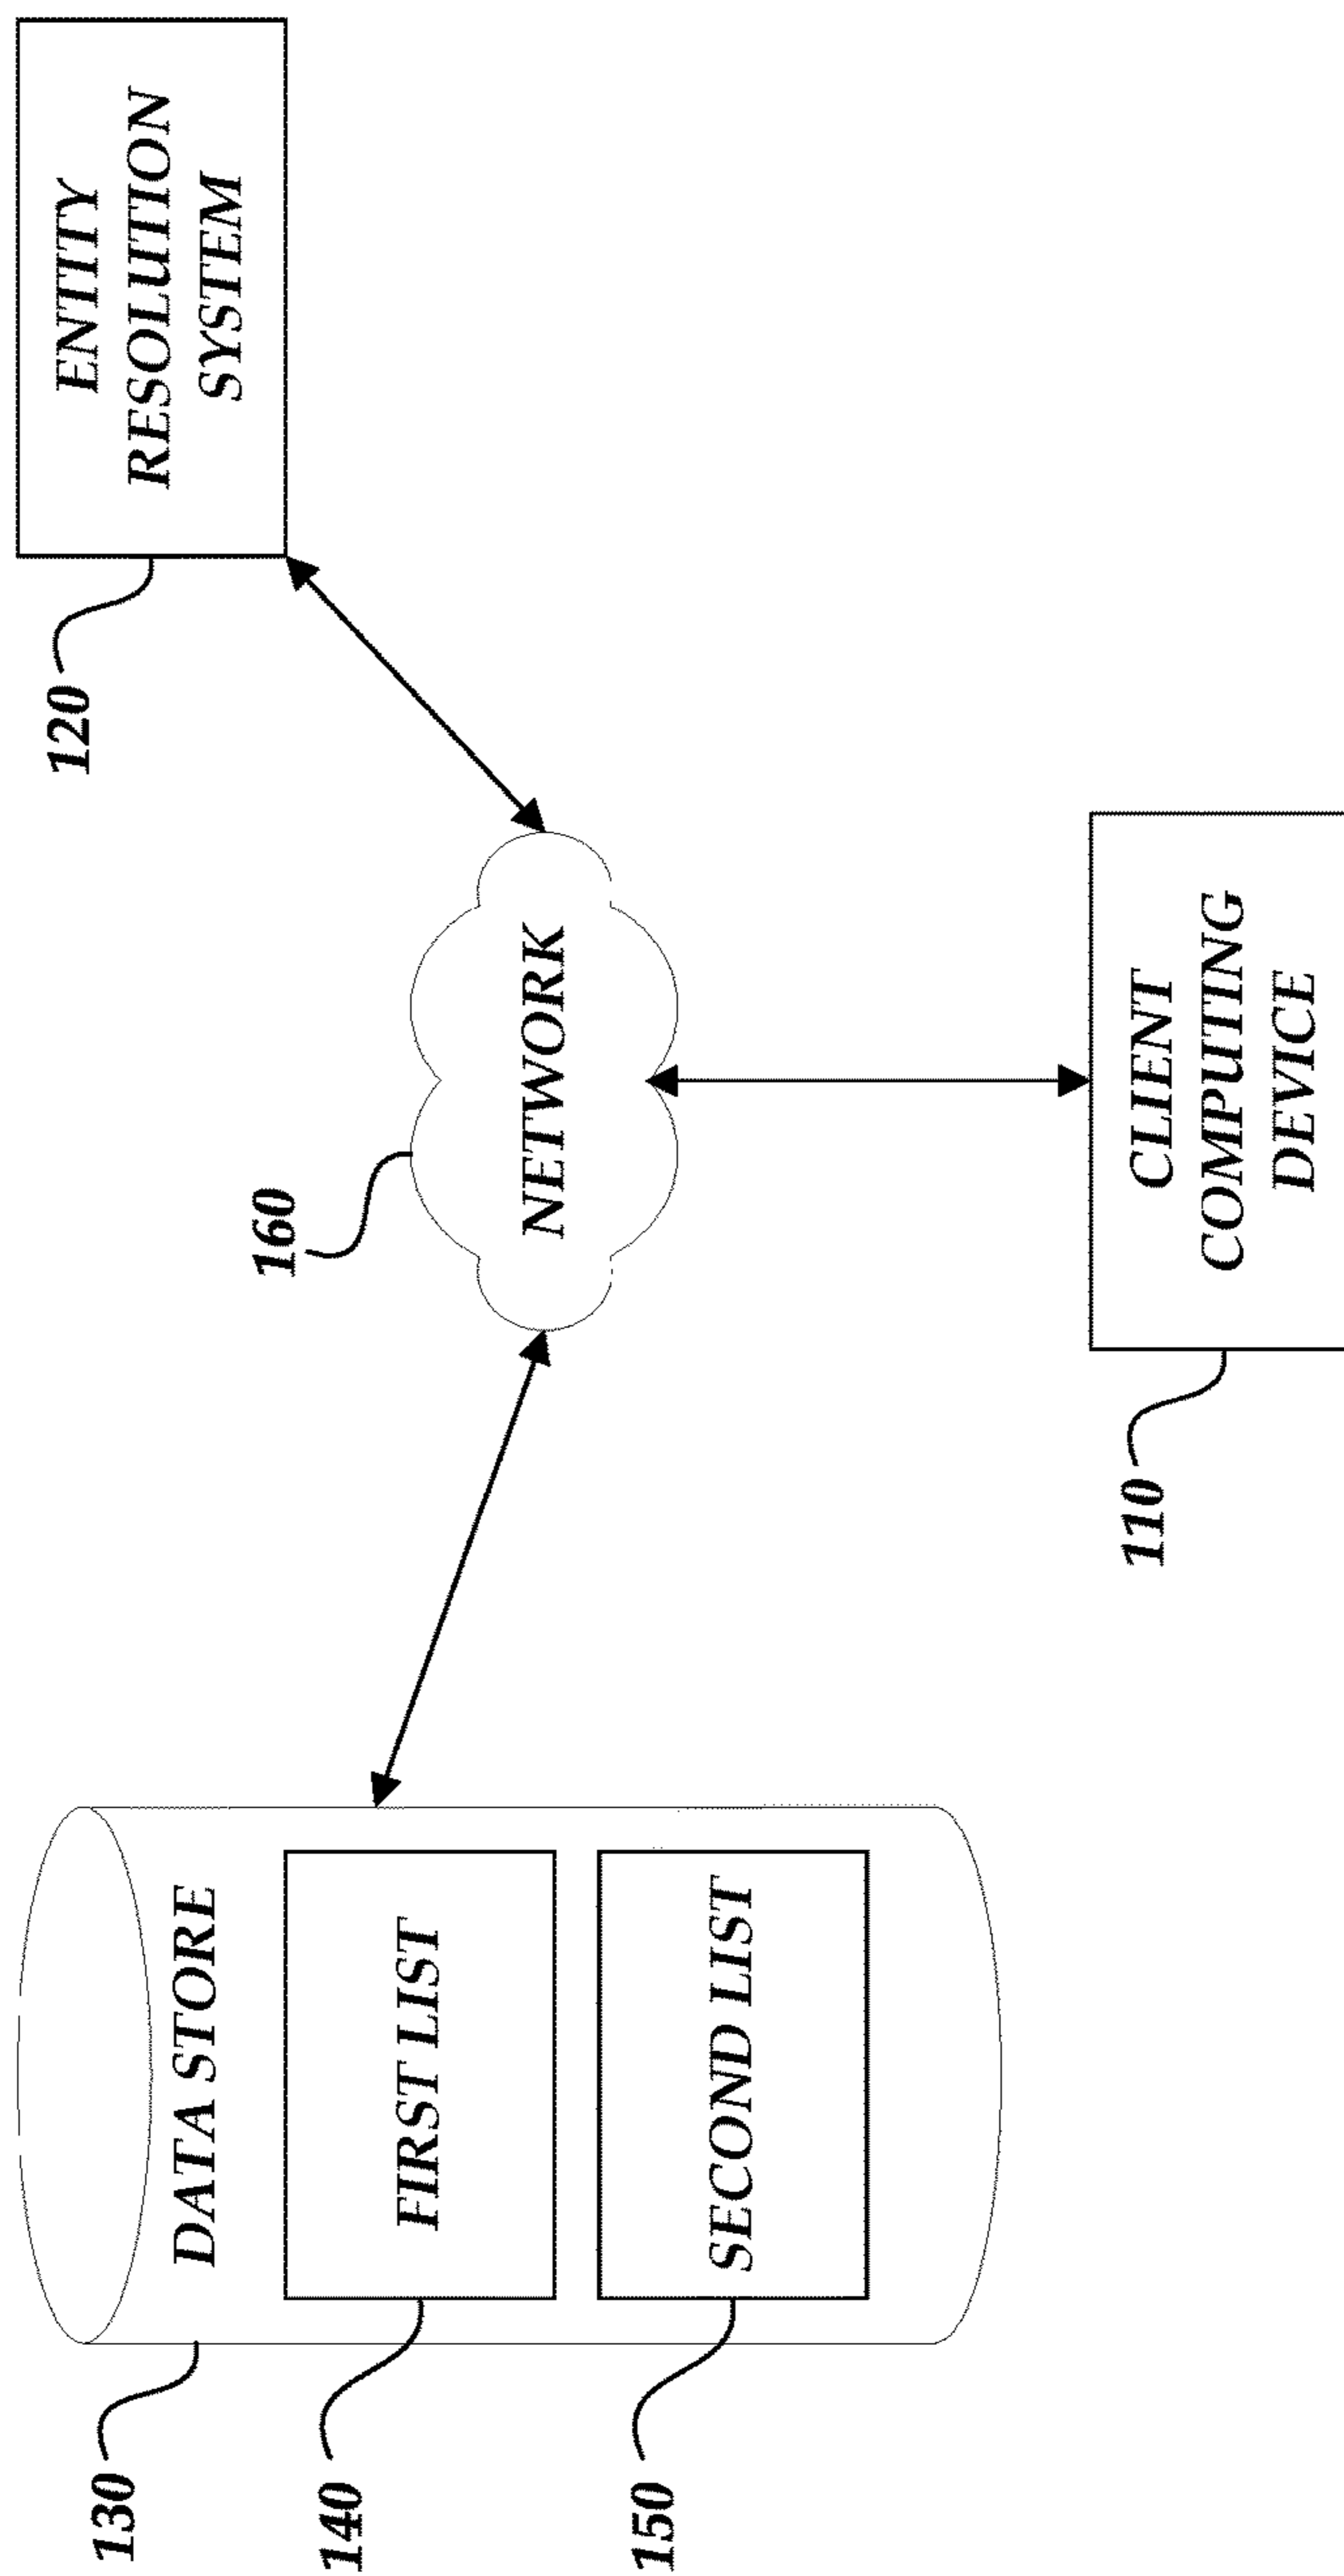 130
DATA STORE
140
FIRST LIST
150
SECOND LIST
160
NETWORK
120
ENTITY
RESOLUTION
SYSTEM
110
CLIENT
COMPUTING
DEVICE